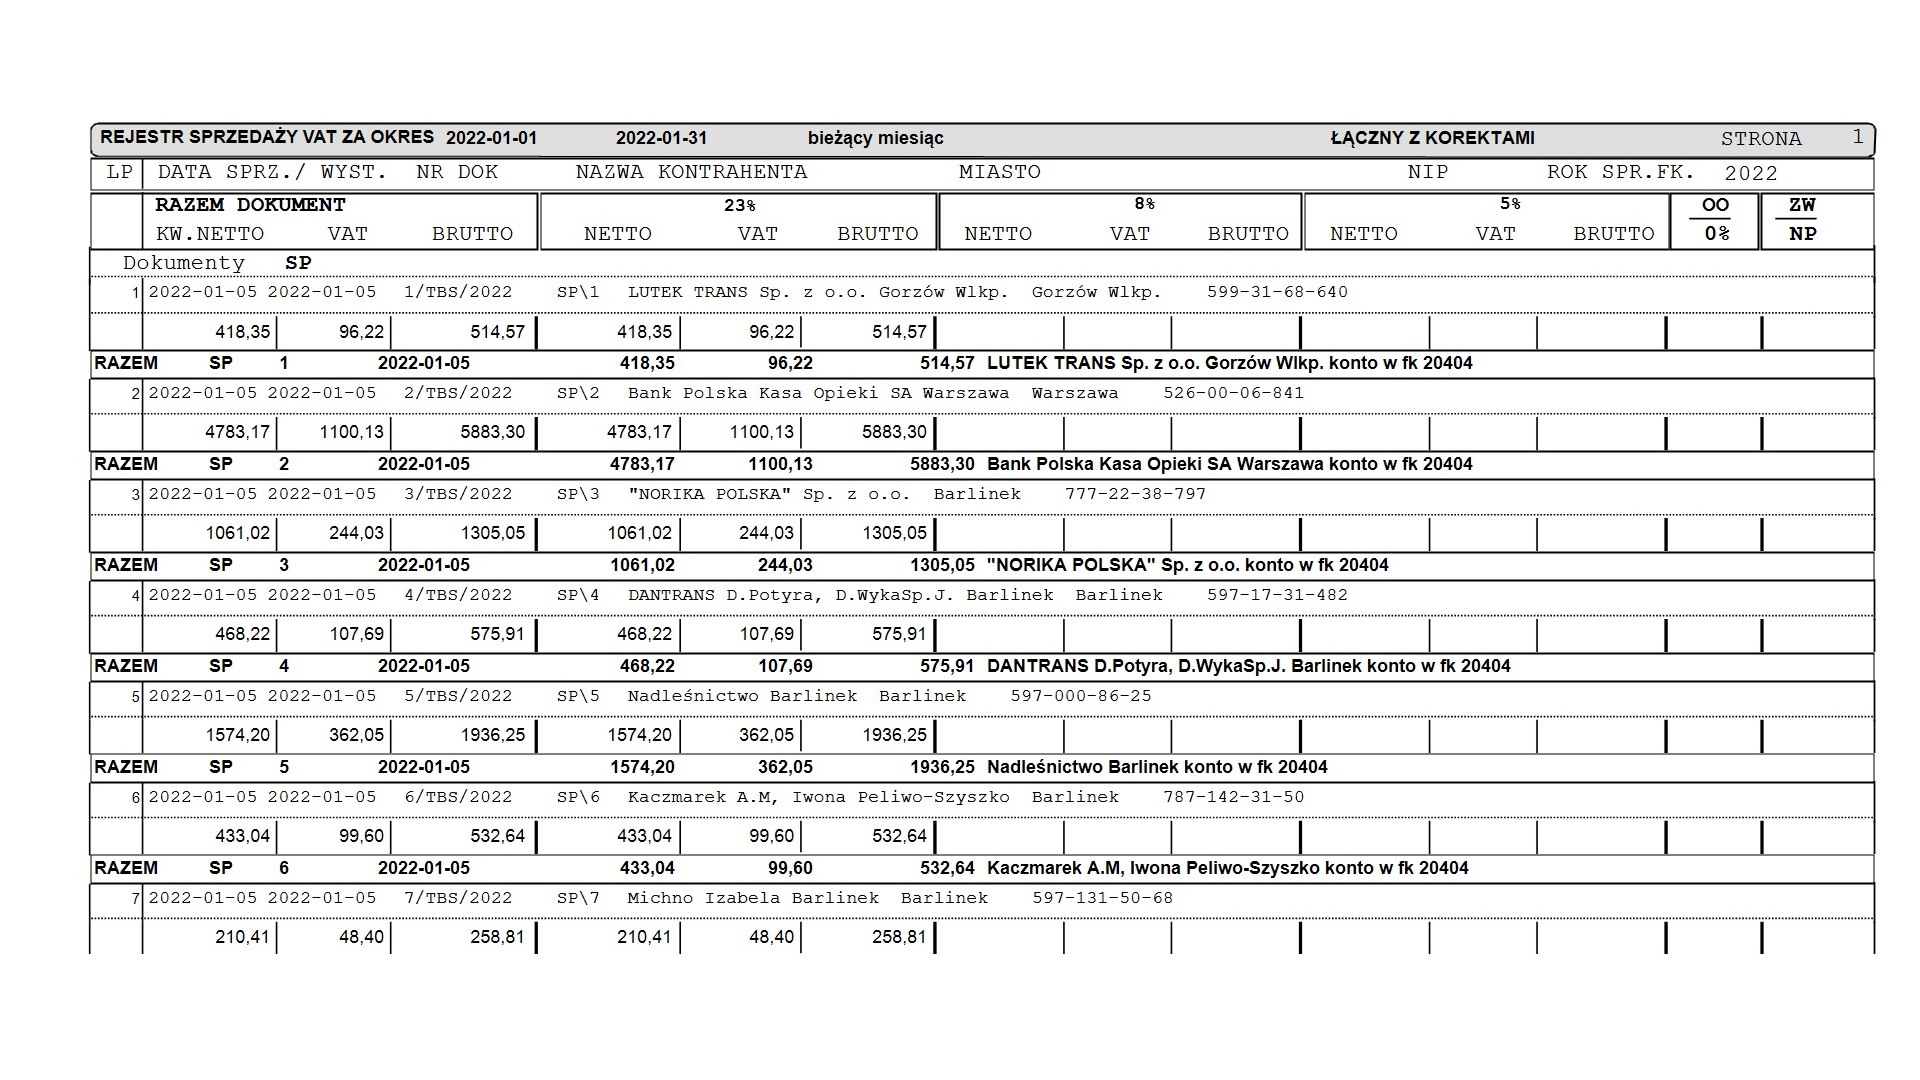 REJESTR SPRZEDAŻY VAT ZA OKRES 2022-01-01 2022-01-31 bieżący miesiąc ŁĄCZNY Z KOREKTAMI STRONA 1
LP DATA SPRZ./ WYST. NR DOK NAZWA KONTRAHENTA MIASTO NIP ROK SPR.FK. 2022
RAZEM DOKUMENT 23% 8% 5% OO ZW
KW.NETTO VAT BRUTTO NETTO VAT BRUTTO NETTO VAT BRUTTO NETTO VAT BRUTTO 0% NP
Dokumenty SP
1 2022-01-05 2022-01-05 1/TBS/2022 SP\1 LUTEK TRANS Sp. z o.o. Gorzów Wlkp. Gorzów Wlkp. 599-31-68-640
418,35 96,22 514,57 418,35 96,22 514,57
RAZEM SP 1 2022-01-05 418,35 96,22 514,57 LUTEK TRANS Sp. z o.o. Gorzów Wlkp. konto w fk 20404
2 2022-01-05 2022-01-05 2/TBS/2022 SP\2 Bank Polska Kasa Opieki SA Warszawa Warszawa 526-00-06-841
4783,17 1100,13 5883,30 4783,17 1100,13 5883,30
RAZEM SP 2 2022-01-05 4783,17 1100,13 5883,30 Bank Polska Kasa Opieki SA Warszawa konto w fk 20404
3 2022-01-05 2022-01-05 3/TBS/2022 SP\3 "NORIKA POLSKA" Sp. z o.o. Barlinek 777-22-38-797
1061,02 244,03 1305,05 1061,02 244,03 1305,05
RAZEM SP 3 2022-01-05 1061,02 244,03 1305,05 "NORIKA POLSKA" Sp. z o.o. konto w fk 20404
4 2022-01-05 2022-01-05 4/TBS/2022 SP\4 DANTRANS D.Potyra, D.WykaSp.J. Barlinek Barlinek 597-17-31-482
468,22 107,69 575,91 468,22 107,69 575,91
RAZEM SP 4 2022-01-05 468,22 107,69 575,91 DANTRANS D.Potyra, D.WykaSp.J. Barlinek konto w fk 20404
5 2022-01-05 2022-01-05 5/TBS/2022 SP\5 Nadleśnictwo Barlinek Barlinek 597-000-86-25
1574,20 362,05 1936,25 1574,20 362,05 1936,25
RAZEM SP 5 2022-01-05 1574,20 362,05 1936,25 Nadleśnictwo Barlinek konto w fk 20404
6 2022-01-05 2022-01-05 6/TBS/2022 SP\6 Kaczmarek A.M, Iwona Peliwo-Szyszko Barlinek 787-142-31-50
433,04 99,60 532,64 433,04 99,60 532,64
RAZEM SP 6 2022-01-05 433,04 99,60 532,64 Kaczmarek A.M, Iwona Peliwo-Szyszko konto w fk 20404
7 2022-01-05 2022-01-05 7/TBS/2022 SP\7 Michno Izabela Barlinek Barlinek 597-131-50-68
210,41 48,40 258,81 210,41 48,40 258,81